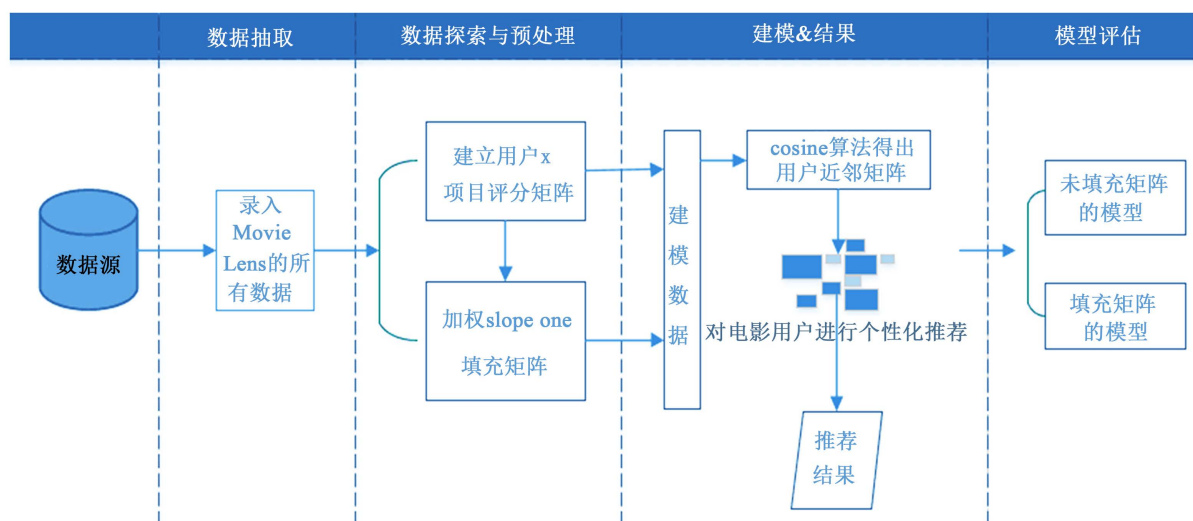 数据抽取
数据探索与预处理
建模&结果
模型评估
数据源
录入
Movie
Lens的所
有数据
建立用户x
项目评分矩阵
加权slope one
填充矩阵
建
模
数
据
cosine算法得出
用户近邻矩阵
对电影用户进行个性化推荐
推荐
结果
未填充矩阵
的模型
填充矩阵
的模型